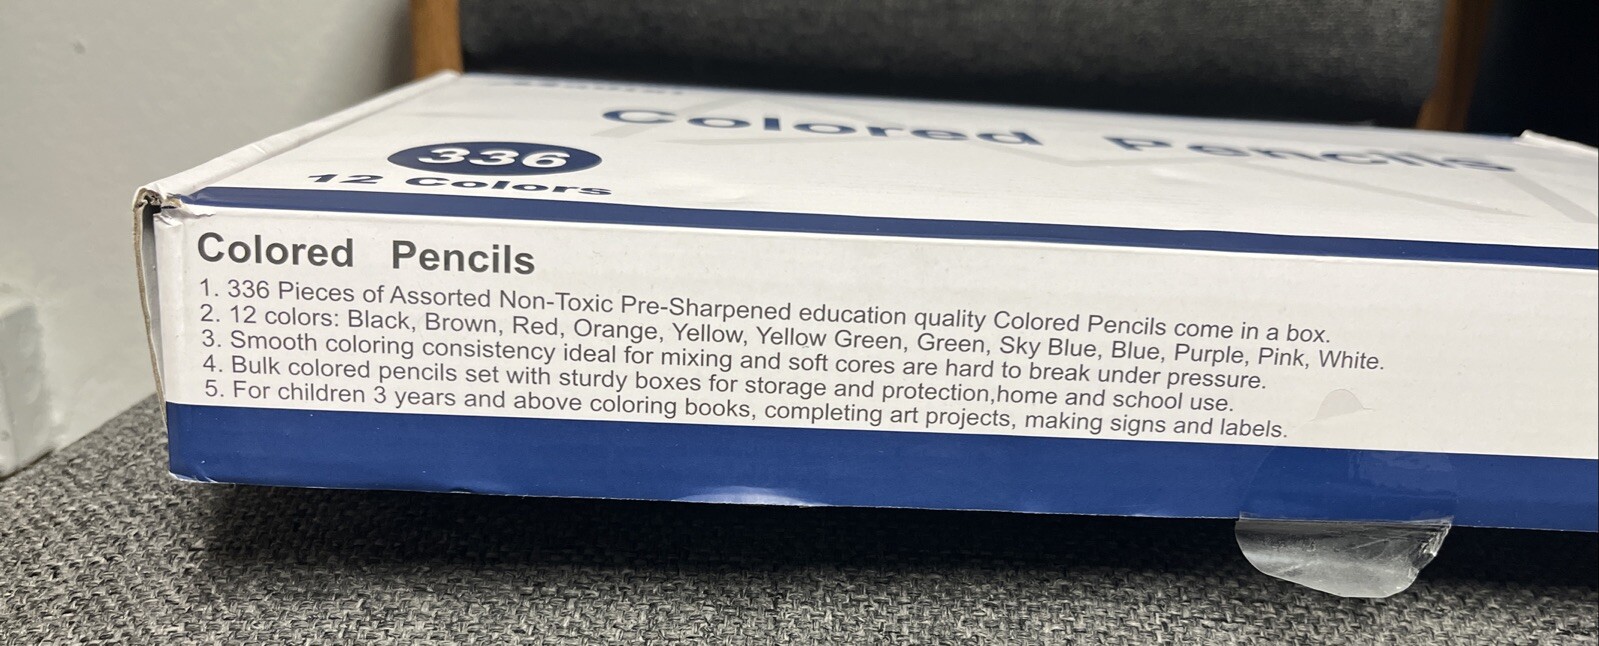 Colored Pencils
336
12 Colors
Colored Pencils
1. 336 Pieces of Assorted Non-Toxic Pre-Sharpened education quality Colored Pencils come in a box.
2. 12 colors: Black, Brown, Red, Orange, Yellow, Yellow Green, Green, Sky Blue, Blue, Purple, Pink, White.
3. Smooth coloring consistency ideal for mixing and soft cores are hard to break under pressure.
4. Bulk colored pencils set with sturdy boxes for storage and protection,home and school use.
5. For children 3 years and above coloring books, completing art projects, making signs and labels.